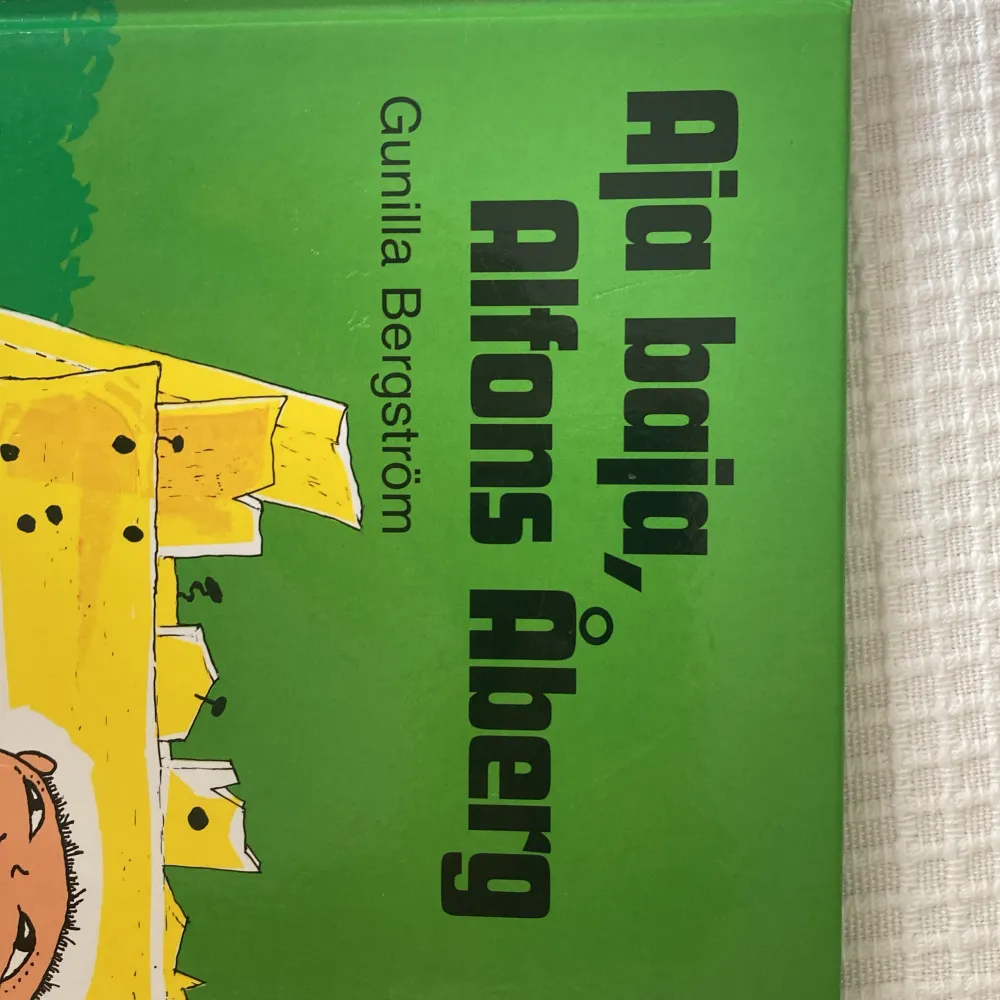 Aja baja,
Alfons Åberg
Gunilla Bergström